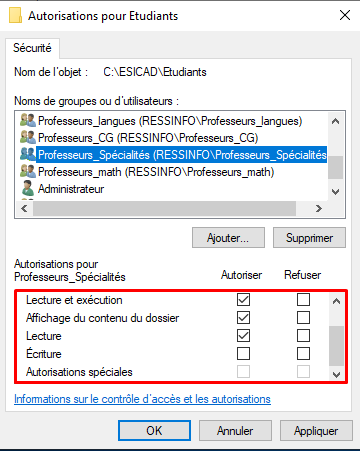 Autorisations pour Etudiants
Sécurité
Nom de l'objet : C:\ESICAD\Etudiants
Noms de groupes ou d'utilisateurs :
Professeurs_langues (RESSINFO\Professeurs_langues)
Professeurs_CG (RESSINFO\Professeurs_CG)
Professeurs_Spécialités (RESSINFO\Professeurs_Spécialités
Professeurs_math (RESSINFO\Professeurs_math)
Administrateur
Ajouter... Supprimer
Autorisations pour
Professeurs_Spécialités Autoriser Refuser
Lecture et exécution
Affichage du contenu du dossier
Lecture
Écriture
Autorisations spéciales
Informations sur le contrôle d'accès et les autorisations
OK Annuler Appliquer